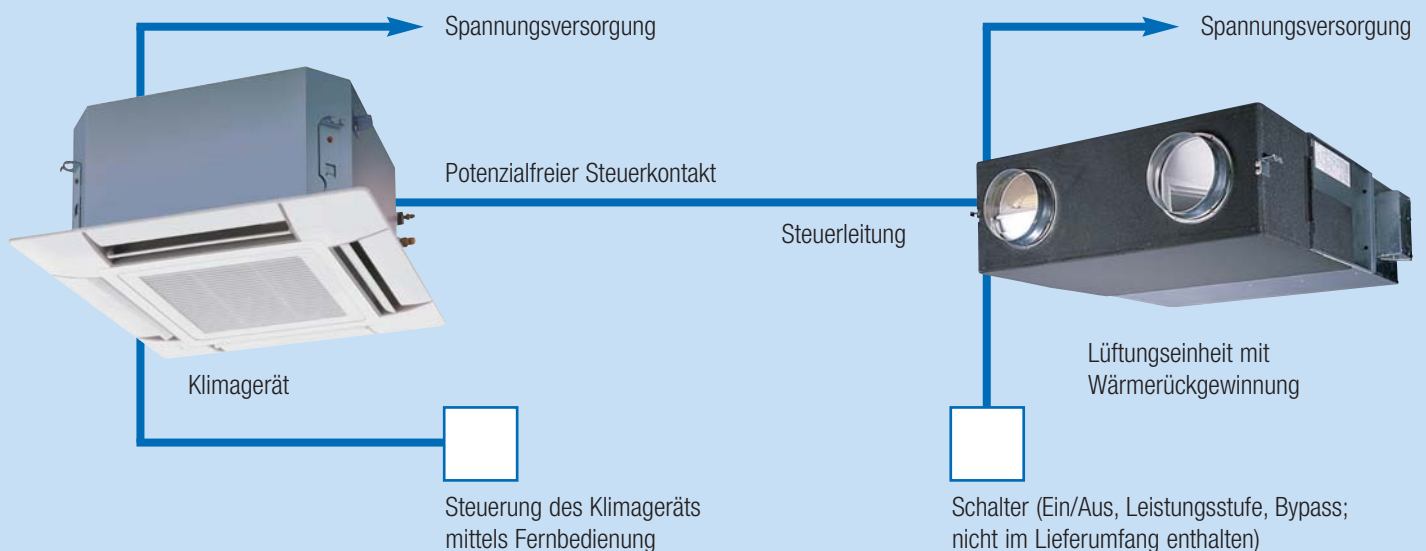 Spannungsversorgung
Spannungsversorgung
Potenzialfreier Steuerkontakt
Steuerleitung
Klimagerät
Lüftungseinheit mit
Wärmerückgewinnung
Steuerung des Klimageräts
mittels Fernbedienung
Schalter (Ein/Aus, Leistungsstufe, Bypass;
nicht im Lieferumfang enthalten)